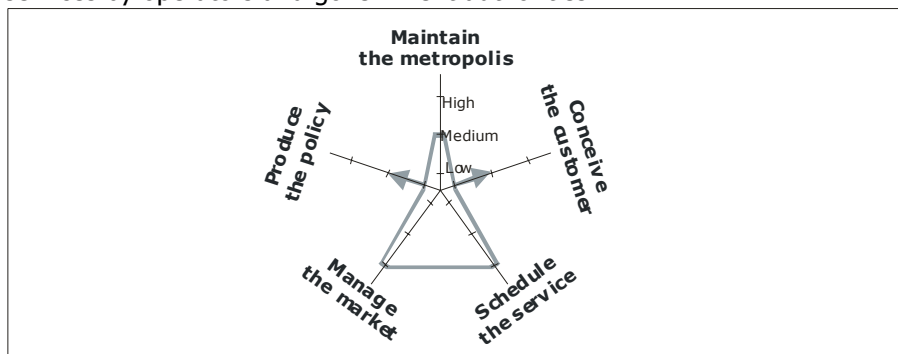 Maintain
the metropolis
High
Medium
Low
Produce
the policy
Conceive
the customer
Manage
the market
Schedule
the service